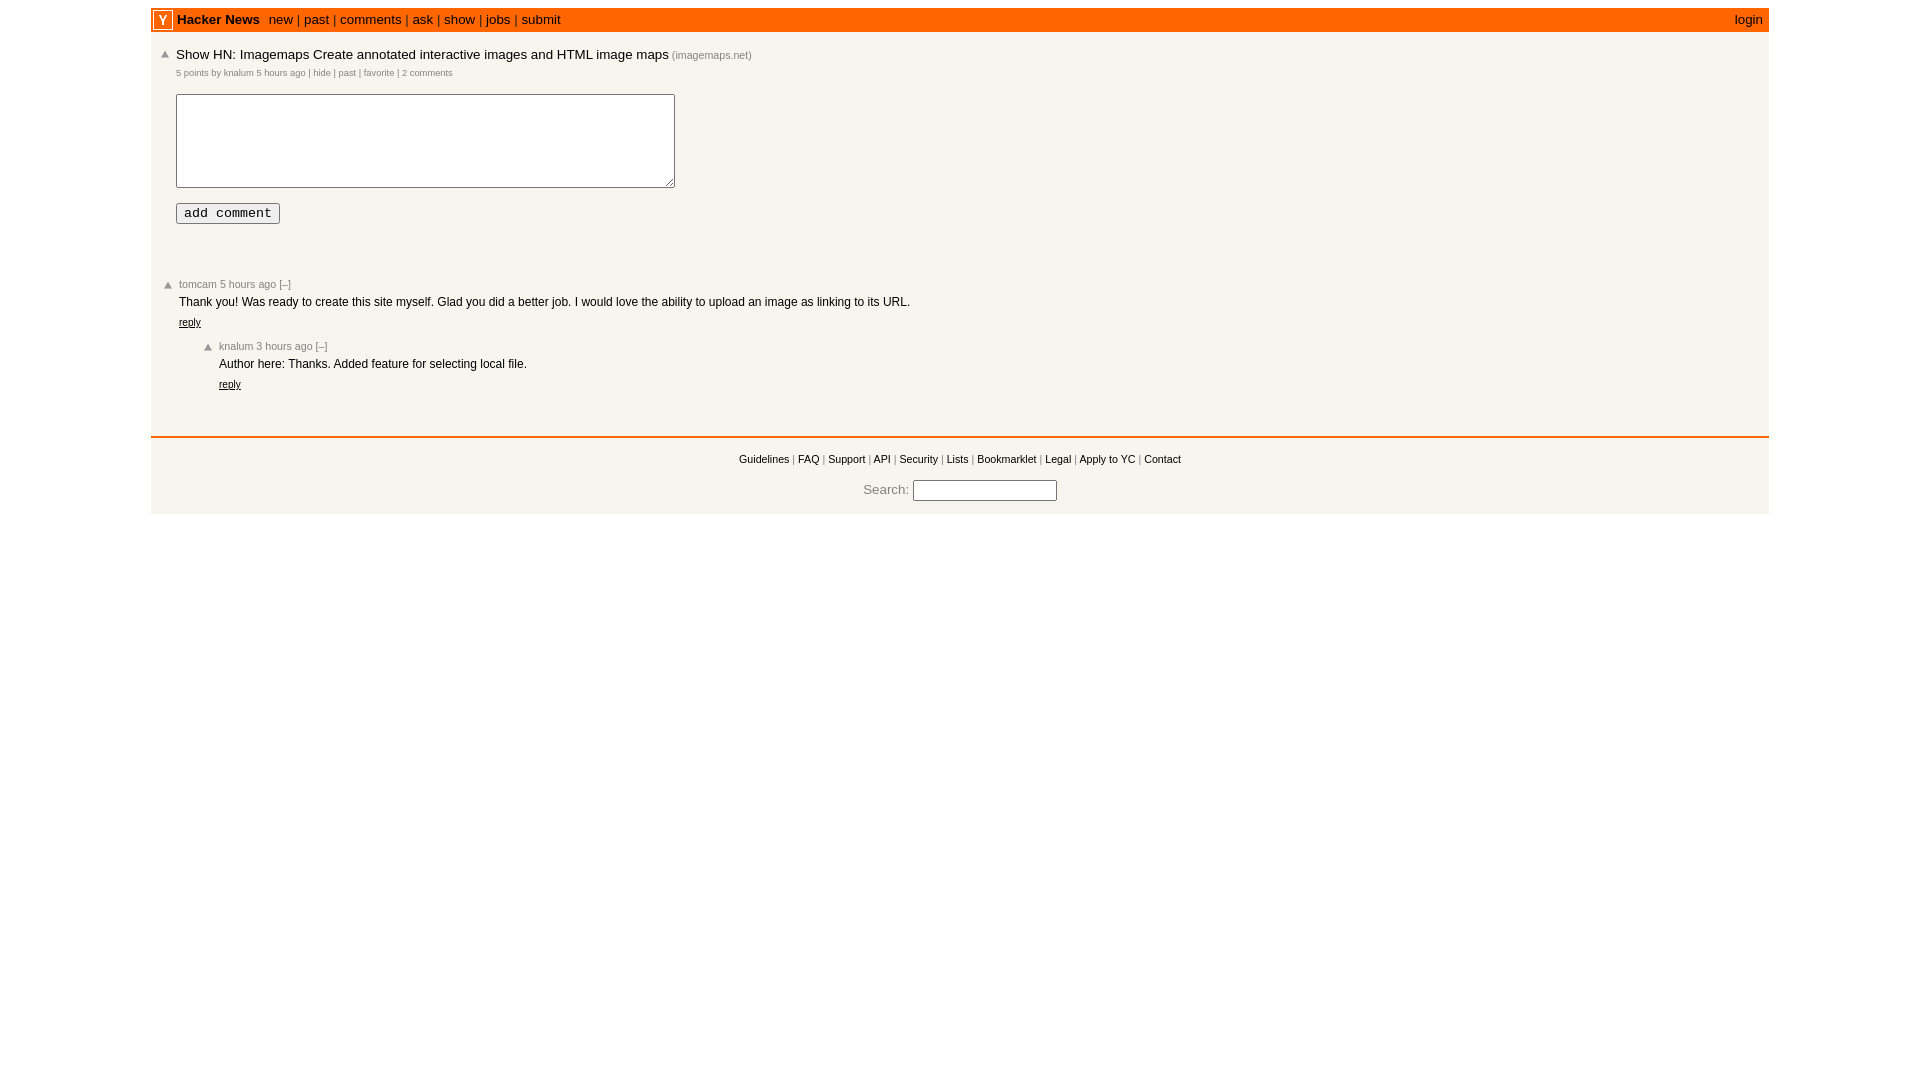 Y Hacker News new | past | comments | ask | show | jobs | submit login
Show HN: Imagemaps Create annotated interactive images and HTML image maps (imagemaps.net)
5 points by knalum 5 hours ago | hide | past | favorite | 2 comments
add comment
tomcam 5 hours ago [–]
Thank you! Was ready to create this site myself. Glad you did a better job. I would love the ability to upload an image as linking to its URL.
reply
knalum 3 hours ago [–]
Author here: Thanks. Added feature for selecting local file.
reply
Guidelines | FAQ | Support | API | Security | Lists | Bookmarklet | Legal | Apply to YC | Contact
Search: